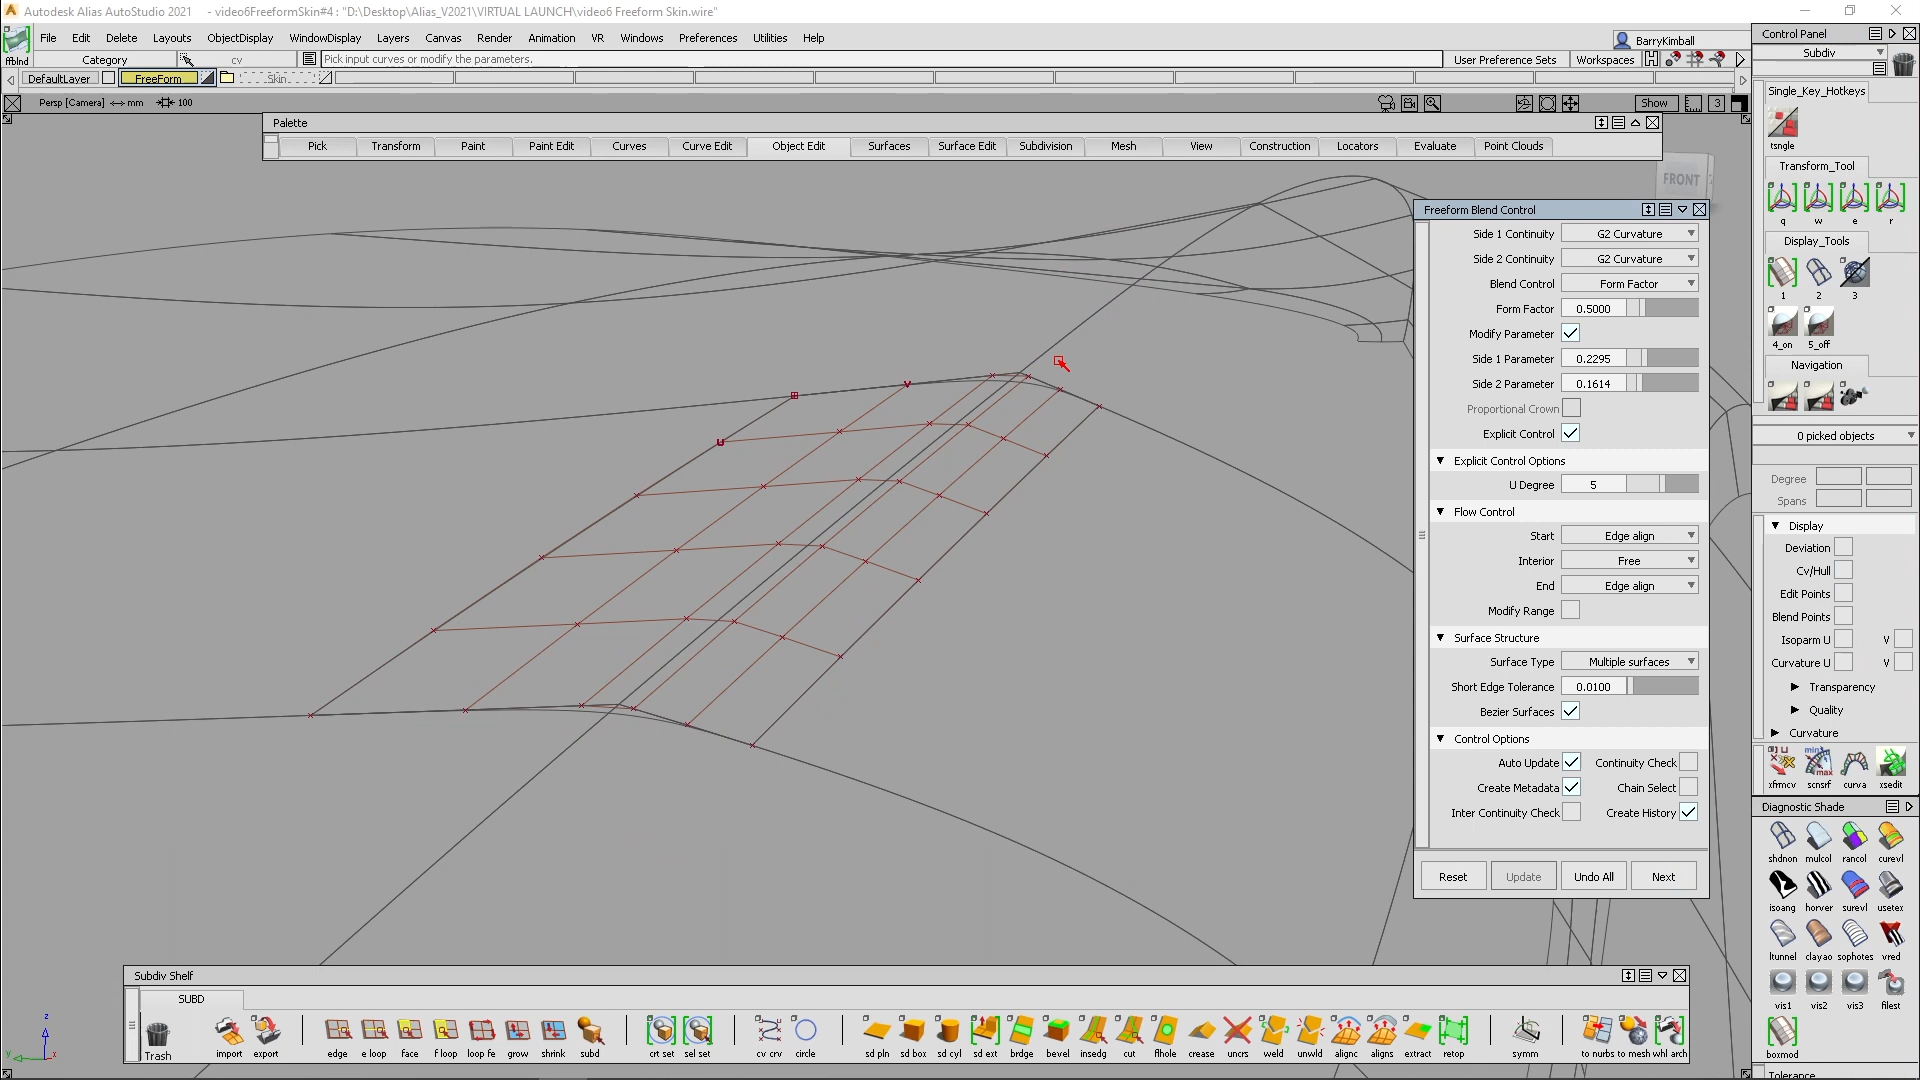 Autodesk Alias AutoStudio 2021 - video6FreeformSkin#4 : "D:\Desktop\Alias_V2021\VIRTUAL LAUNCH\video6 Freeform Skin.wire"
File Edit Delete Layouts ObjectDisplay WindowDisplay Layers Canvas Render Animation VR Windows Preferences Utilities Help
BarryKimball
ffblnd Category cv Pick input curves or modify the parameters. User Preference Sets Workspaces
DefaultLayer FreeForm Skin
Persp [Camera] mm 100 Show 3
Palette
Pick Transform Paint Paint Edit Curves Curve Edit Object Edit Surfaces Surface Edit Subdivision Mesh View Construction Locators Evaluate Point Clouds
FRONT
U
V
Freeform Blend Control
Side 1 Continuity G2 Curvature
Side 2 Continuity G2 Curvature
Blend Control Form Factor
Form Factor 0.5000
Modify Parameter
Side 1 Parameter 0.2295
Side 2 Parameter 0.1614
Proportional Crown
Explicit Control
Explicit Control Options
U Degree 5
Flow Control
Start Edge align
Interior Free
End Edge align
Modify Range
Surface Structure
Surface Type Multiple surfaces
Short Edge Tolerance 0.0100
Bezier Surfaces
Control Options
Auto Update Continuity Check
Create Metadata Chain Select
Inter Continuity Check Create History
Reset Update Undo All Next
Control Panel
Subdiv
Single_Key_Hotkeys
tsngle
Transform_Tool
q w e r
Display_Tools
1 2 3
4_on 5_off
Navigation
0 picked objects
Degree
Spans
Display
Deviation
Cv/Hull
Edit Points
Blend Points
Isoparm U V
Curvature U V
Transparency
Quality
Curvature
xfrmcv scnsrf curva xsedit
Diagnostic Shade
shdnon mulcol rancol curevl
isoang horver surevl usetex
ltunnel clayao sophotes vred
vis1 vis2 vis3 filest
boxmod
Tolerance
Subdiv Shelf
SUBD
Trash import export edge e loop face f loop loop fe grow shrink subd crt set sel set cv crv circle sd pln sd box sd cyl sd ext brdge bevel insedg cut flhole crease uncrs weld unwld alignc aligns extract retop symm to nurbs to mesh whl arch
z
y x